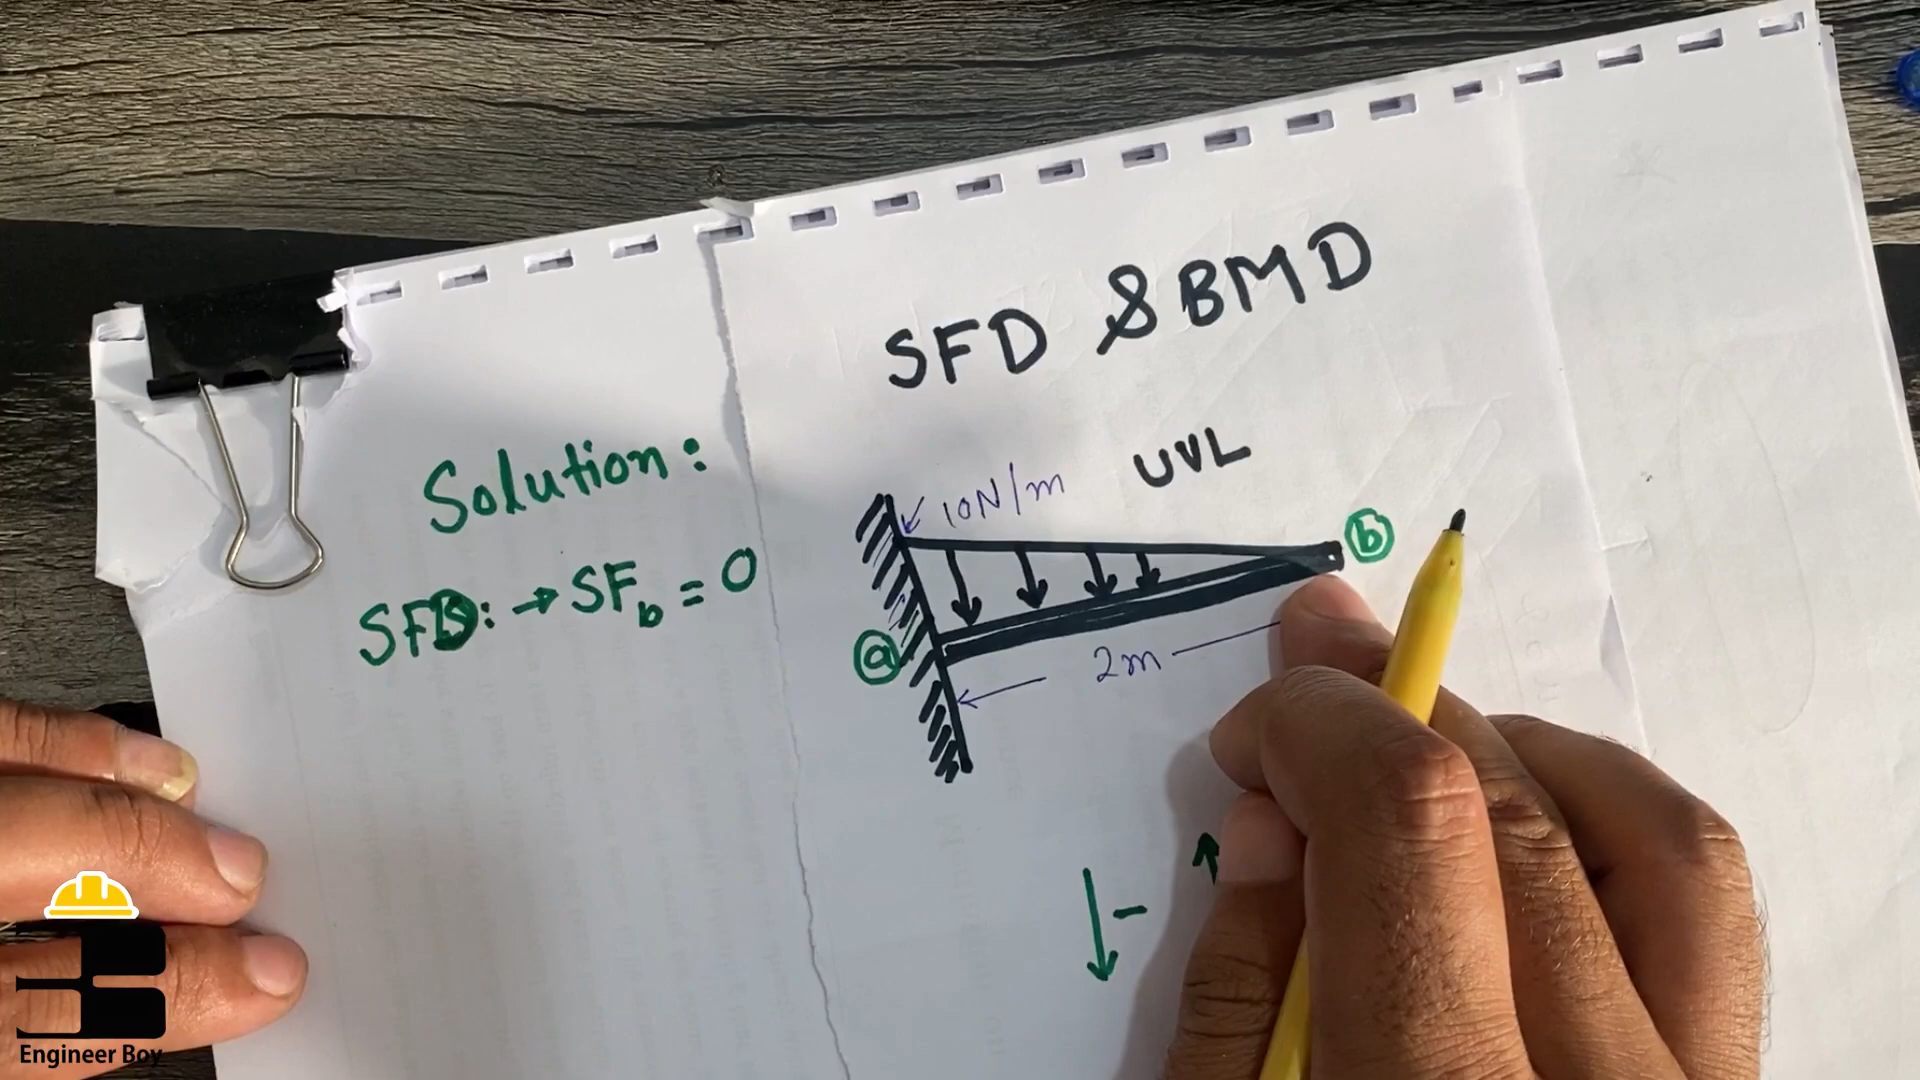 SFD & BMD
UVL
10N/m
Solution:
SFD: → SFb = 0
a
b
2m
-
Engineer Boy